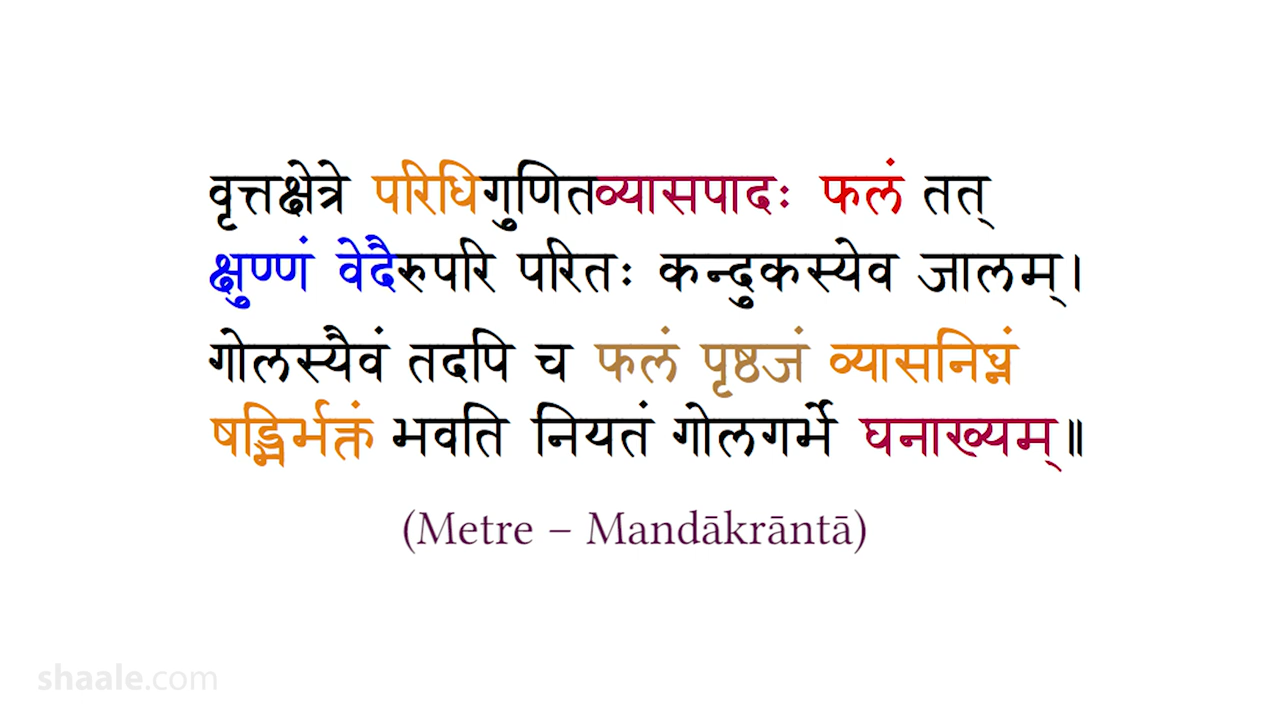 वृत्तक्षेत्रे परिधिगुणितव्यासपादः फलं तत्
क्षुण्णं वेदैरुपरि परितः कन्दुकस्येव जालम्।
गोलस्यैवं तदपि च फलं पृष्ठजं व्यासनिघ्नं
षड्भिर्भक्तं भवति नियतं गोलगर्भे घनाख्यम्॥
(Metre – Mandākrāntā)
shaale.com